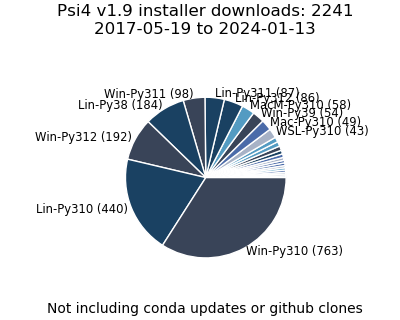 Psi4 v1.9 installer downloads: 2241
2017-05-19 to 2024-01-13
Win-Py311 (98)
Lin-Py311 (87)
Lin-Py312 (86)
Lin-Py38 (184)
MacM-Py310 (58)
Win-Py39 (54)
Mac-Py310 (49)
WSL-Py310 (43)
Win-Py312 (192)
Lin-Py310 (440)
Win-Py310 (763)
Not including conda updates or github clones